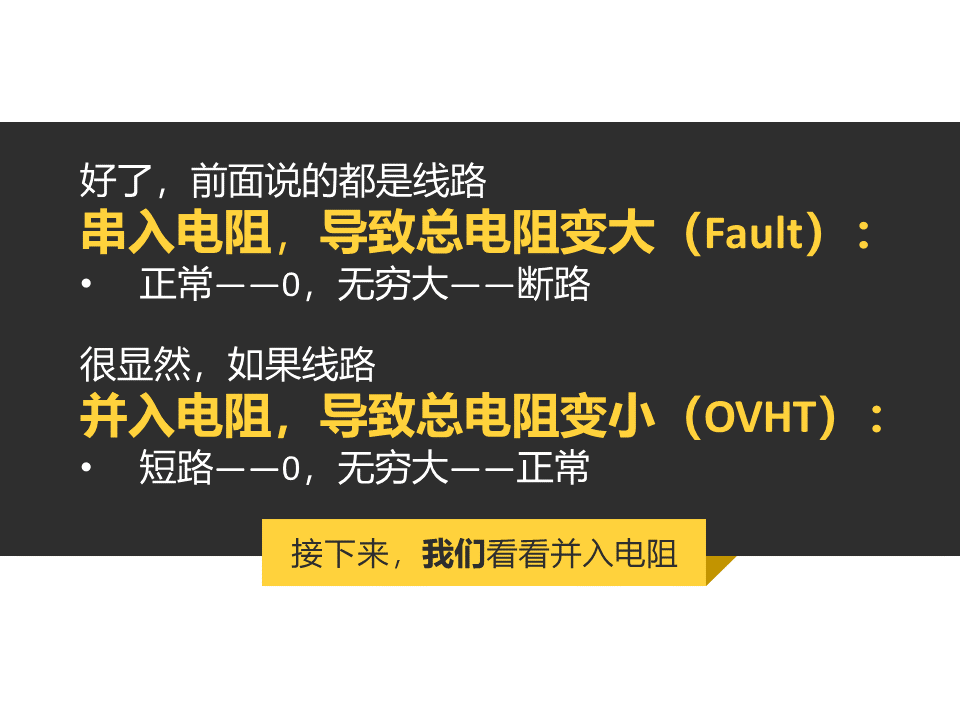 好了，前面说的都是线路
串入电阻，导致总电阻变大（Fault）：
• 正常——0，无穷大——断路
很显然，如果线路
并入电阻，导致总电阻变小（OVHT）：
• 短路——0，无穷大——正常
接下来，我们看看并入电阻